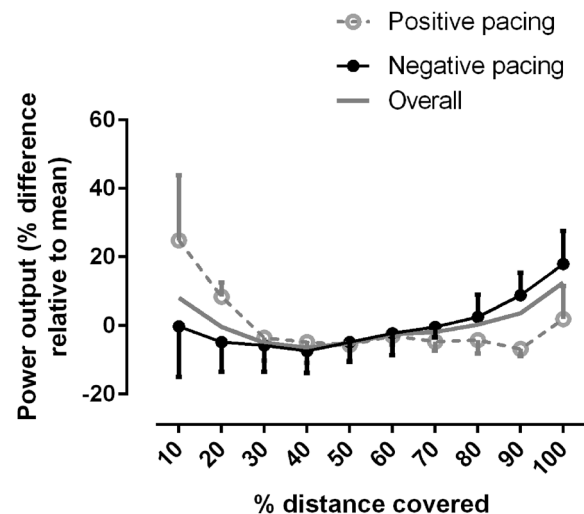 Positive pacing
Negative pacing
Overall
Power output (% difference
relative to mean)
60
40
20
0
-20
10
20
30
40
50
60
70
80
90
100
% distance covered